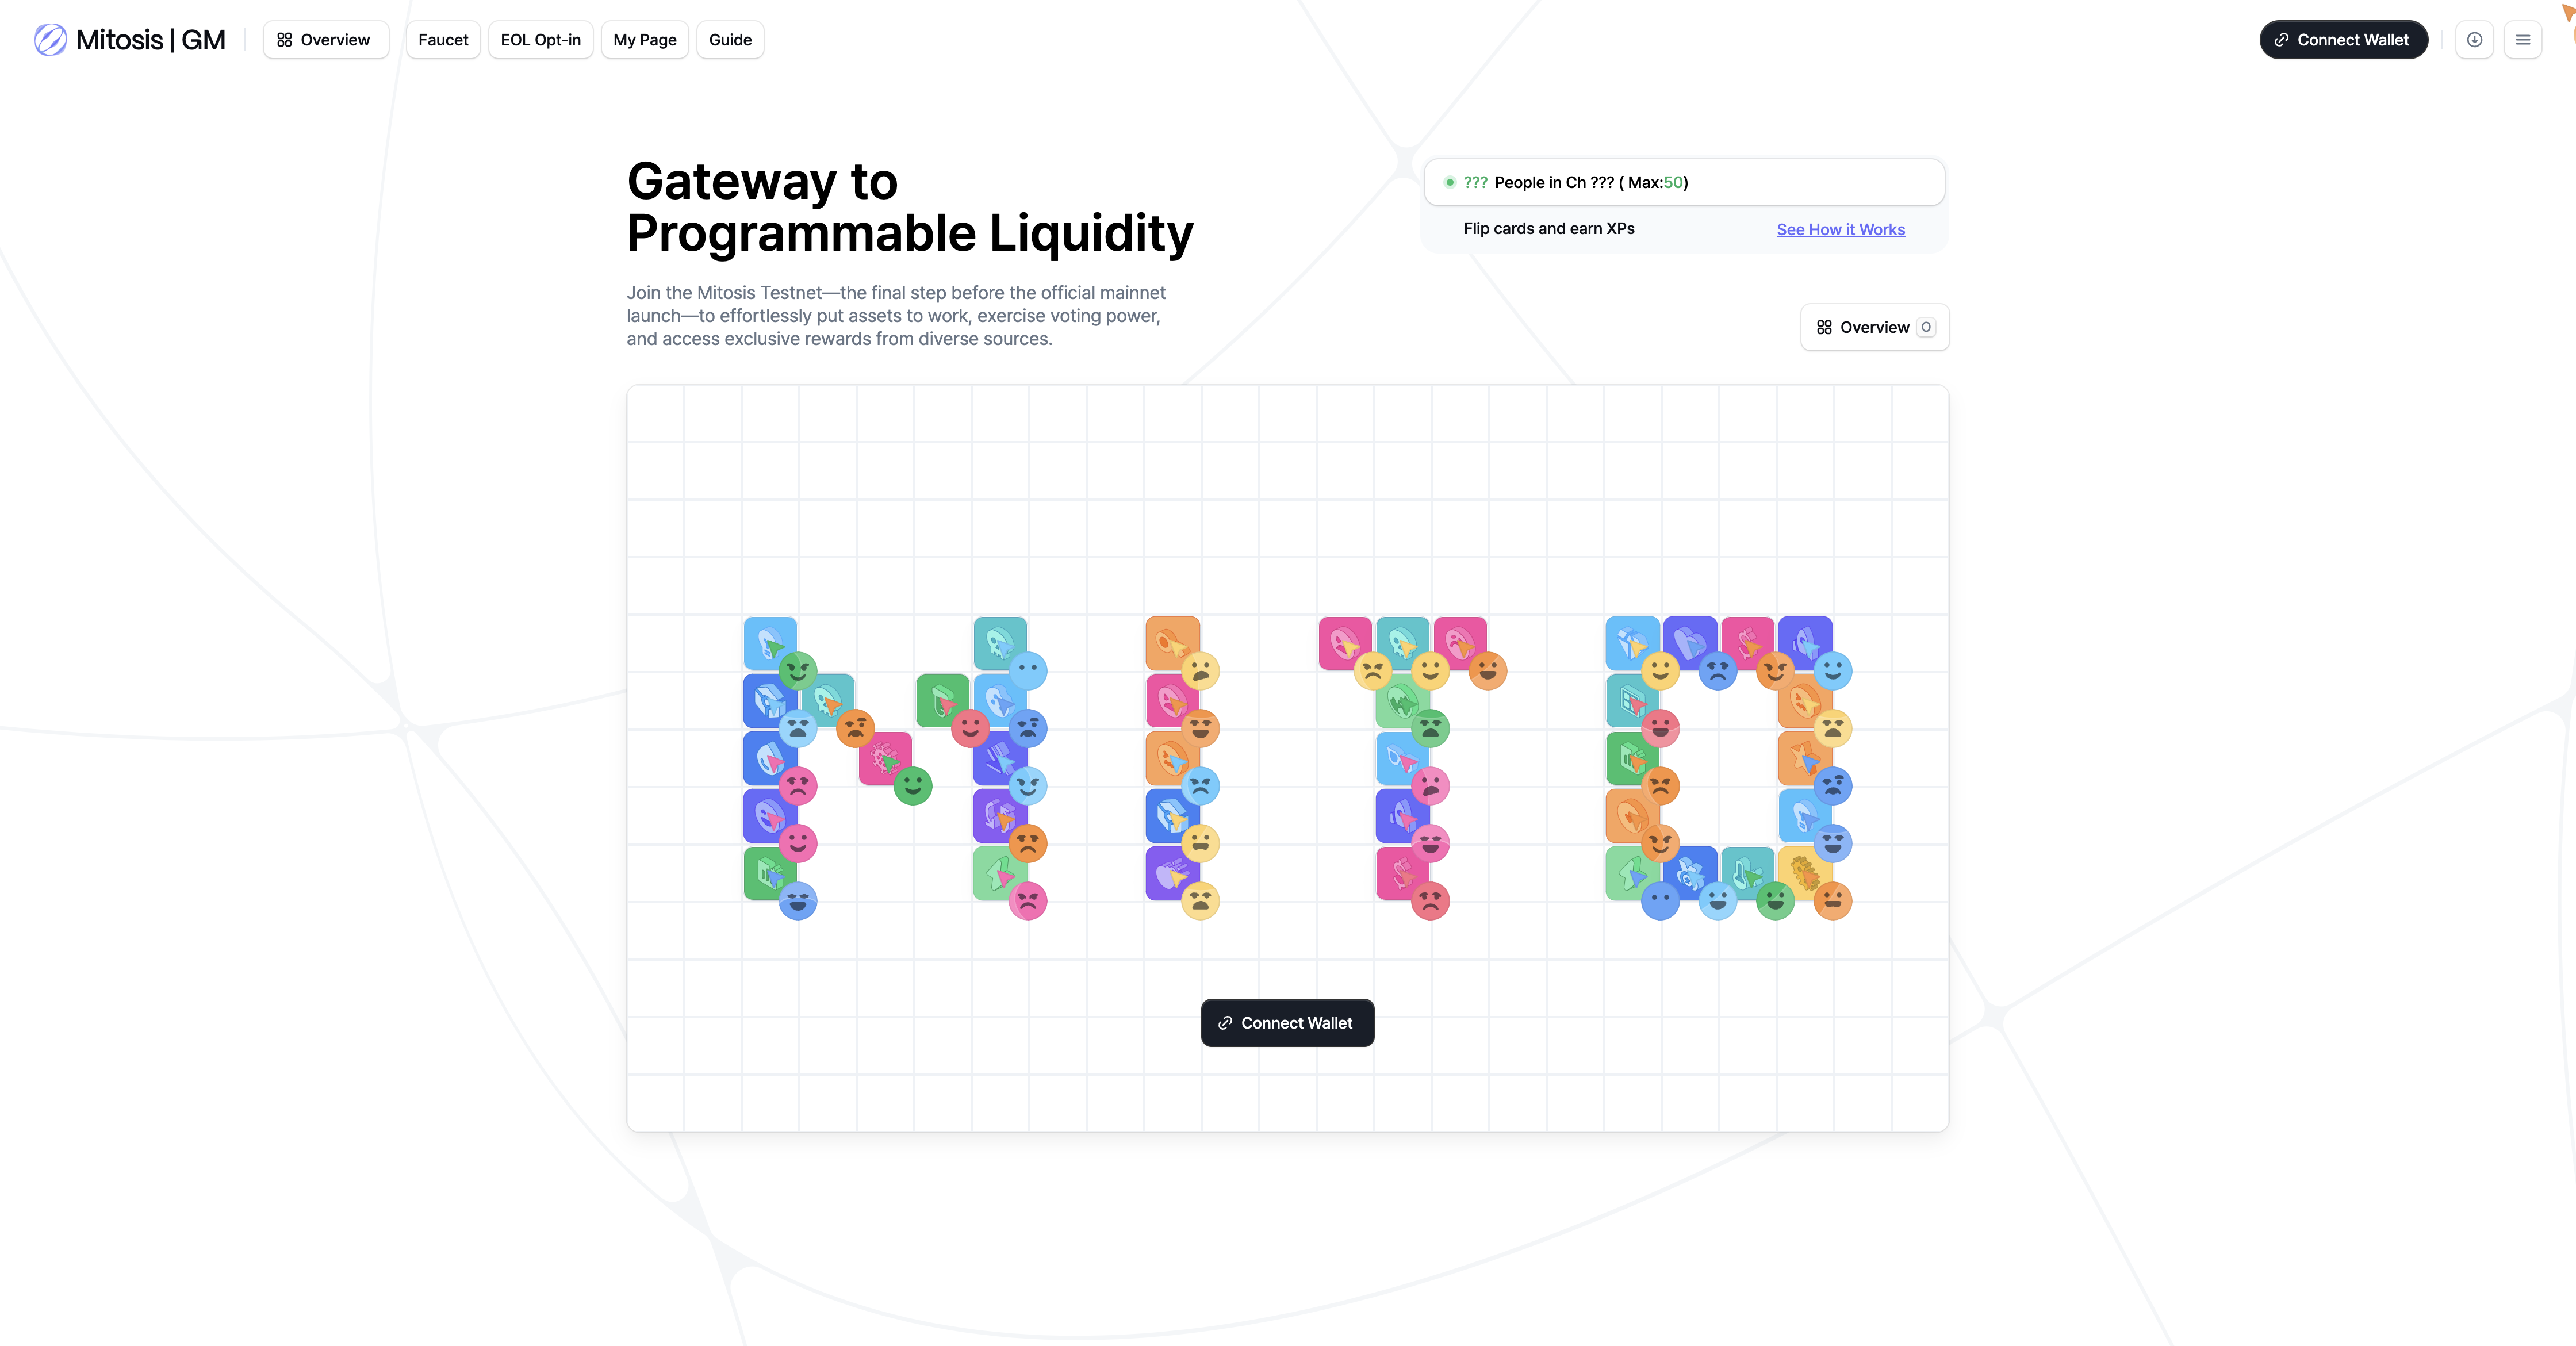 Mitosis | GM
Overview
Faucet
EOL Opt-in
My Page
Guide
Connect Wallet
Gateway to
Programmable Liquidity
Join the Mitosis Testnet—the final step before the official mainnet
launch—to effortlessly put assets to work, exercise voting power,
and access exclusive rewards from diverse sources.
??? People in Ch ??? ( Max:50)
Flip cards and earn XPs
See How it Works
Overview O
MITO
Connect Wallet